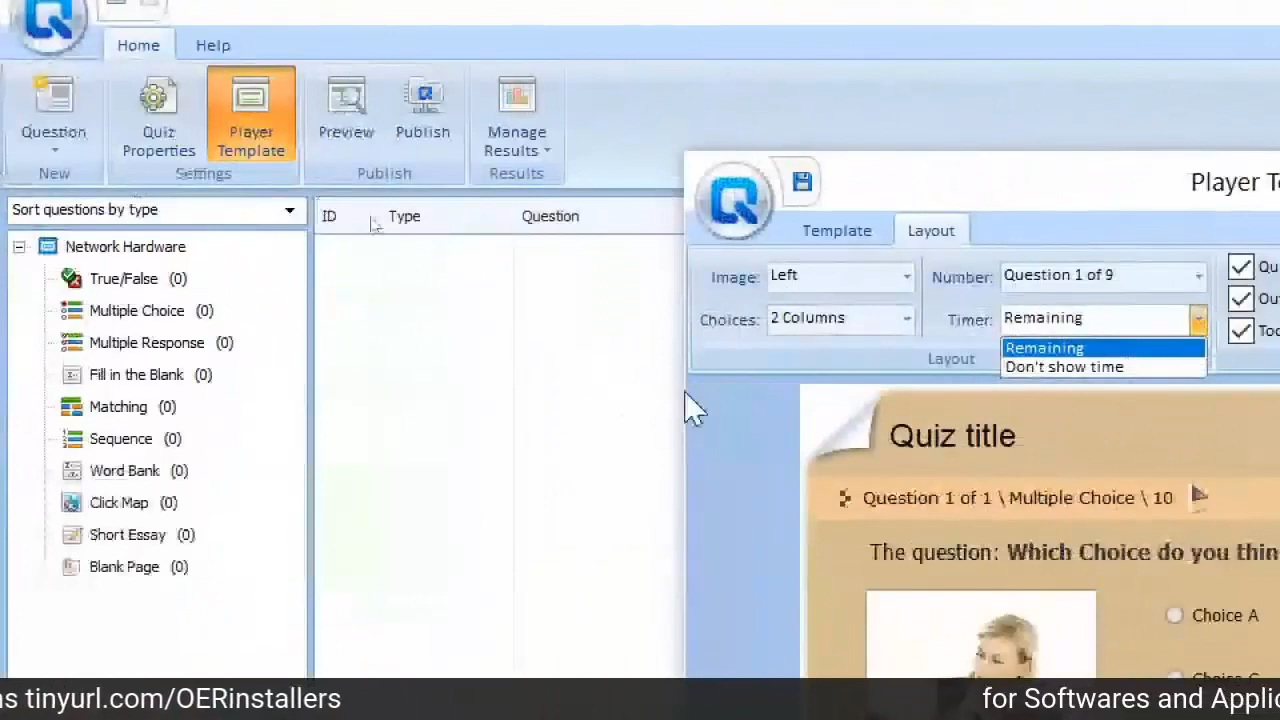 Home Help
Question
Quiz Properties
Player Template
Preview
Publish
Manage Results
New
Settings
Publish
Results
Sort questions by type
ID Type Question
Network Hardware
True/False (0)
Multiple Choice (0)
Multiple Response (0)
Fill in the Blank (0)
Matching (0)
Sequence (0)
Word Bank (0)
Click Map (0)
Short Essay (0)
Blank Page (0)
Player
Template Layout
Image: Left
Number: Question 1 of 9
Choices: 2 Columns
Timer: Remaining
Remaining
Don't show time
Layout
Quiz title
Question 1 of 1 \ Multiple Choice \ 10
The question: Which Choice do you thin
Choice A
tinyurl.com/OERinstallers
for Softwares and Applic